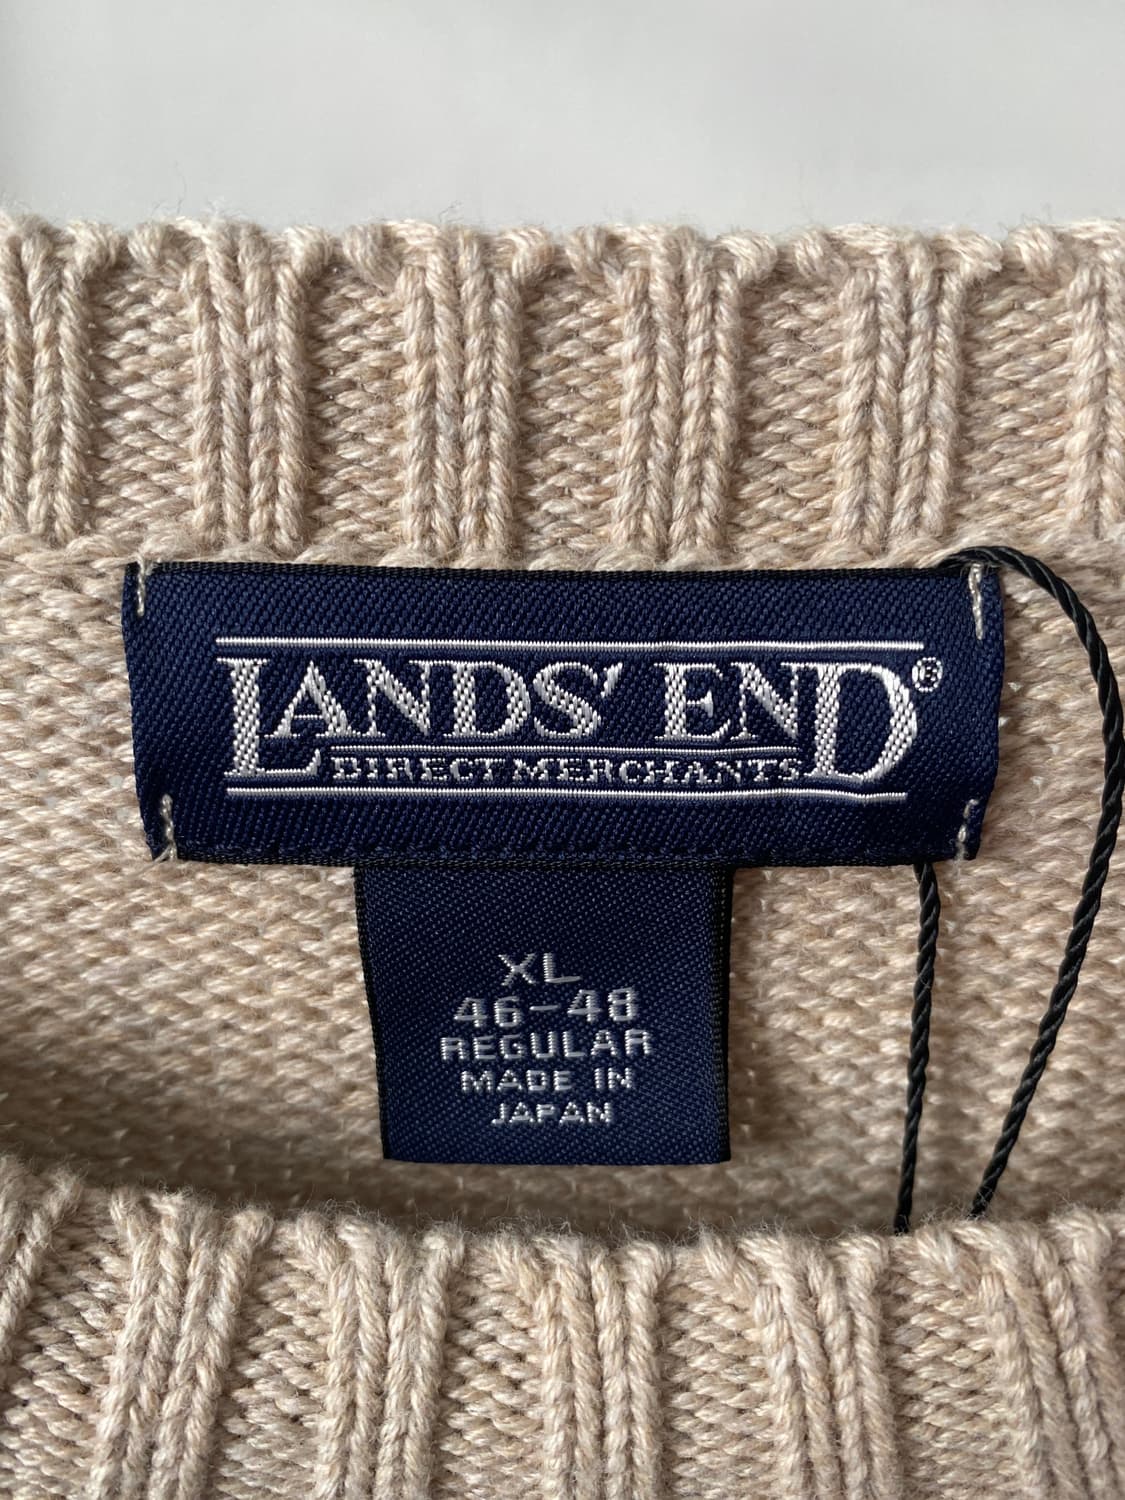 LANDS' END®
DIRECT MERCHANTS
XL
46-48
REGULAR
MADE IN
JAPAN